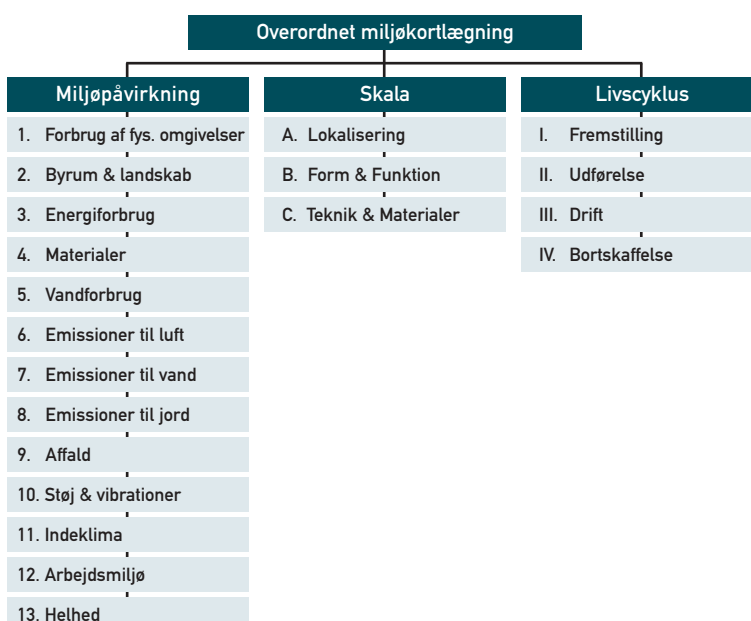 Overordnet miljøkortlægning
Miljøpåvirkning
1. Forbrug af fys. omgivelser
2. Byrum & landskab
3. Energiforbrug
4. Materialer
5. Vandforbrug
6. Emissioner til luft
7. Emissioner til vand
8. Emissioner til jord
9. Affald
10. Støj & vibrationer
11. Indeklima
12. Arbejdsmiljø
13. Helhed
Skala
A. Lokalisering
B. Form & Funktion
C. Teknik & Materialer
Livscyklus
I. Fremstilling
II. Udførelse
III. Drift
IV. Bortskaffelse